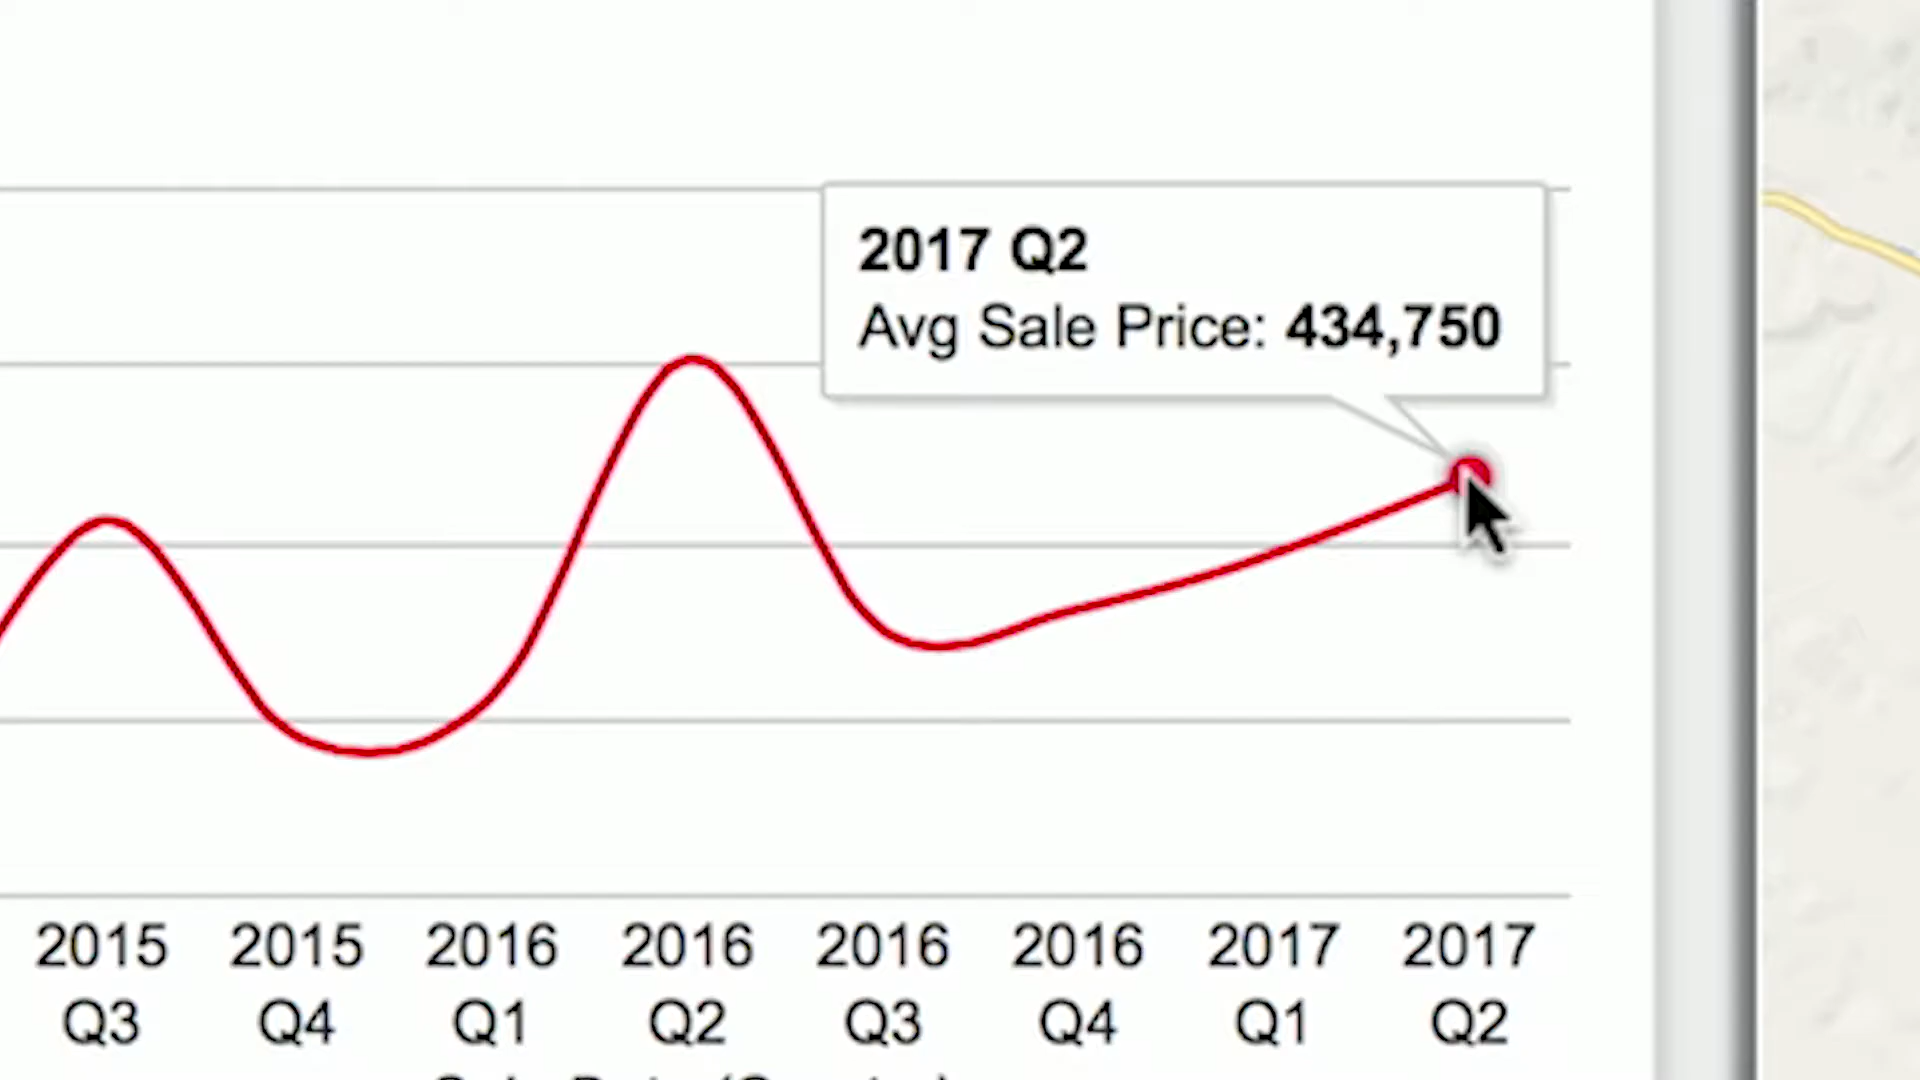 2017 Q2
Avg Sale Price: 434,750
2015 2015 2016 2016 2016 2016 2017 2017
Q3 Q4 Q1 Q2 Q3 Q4 Q1 Q2